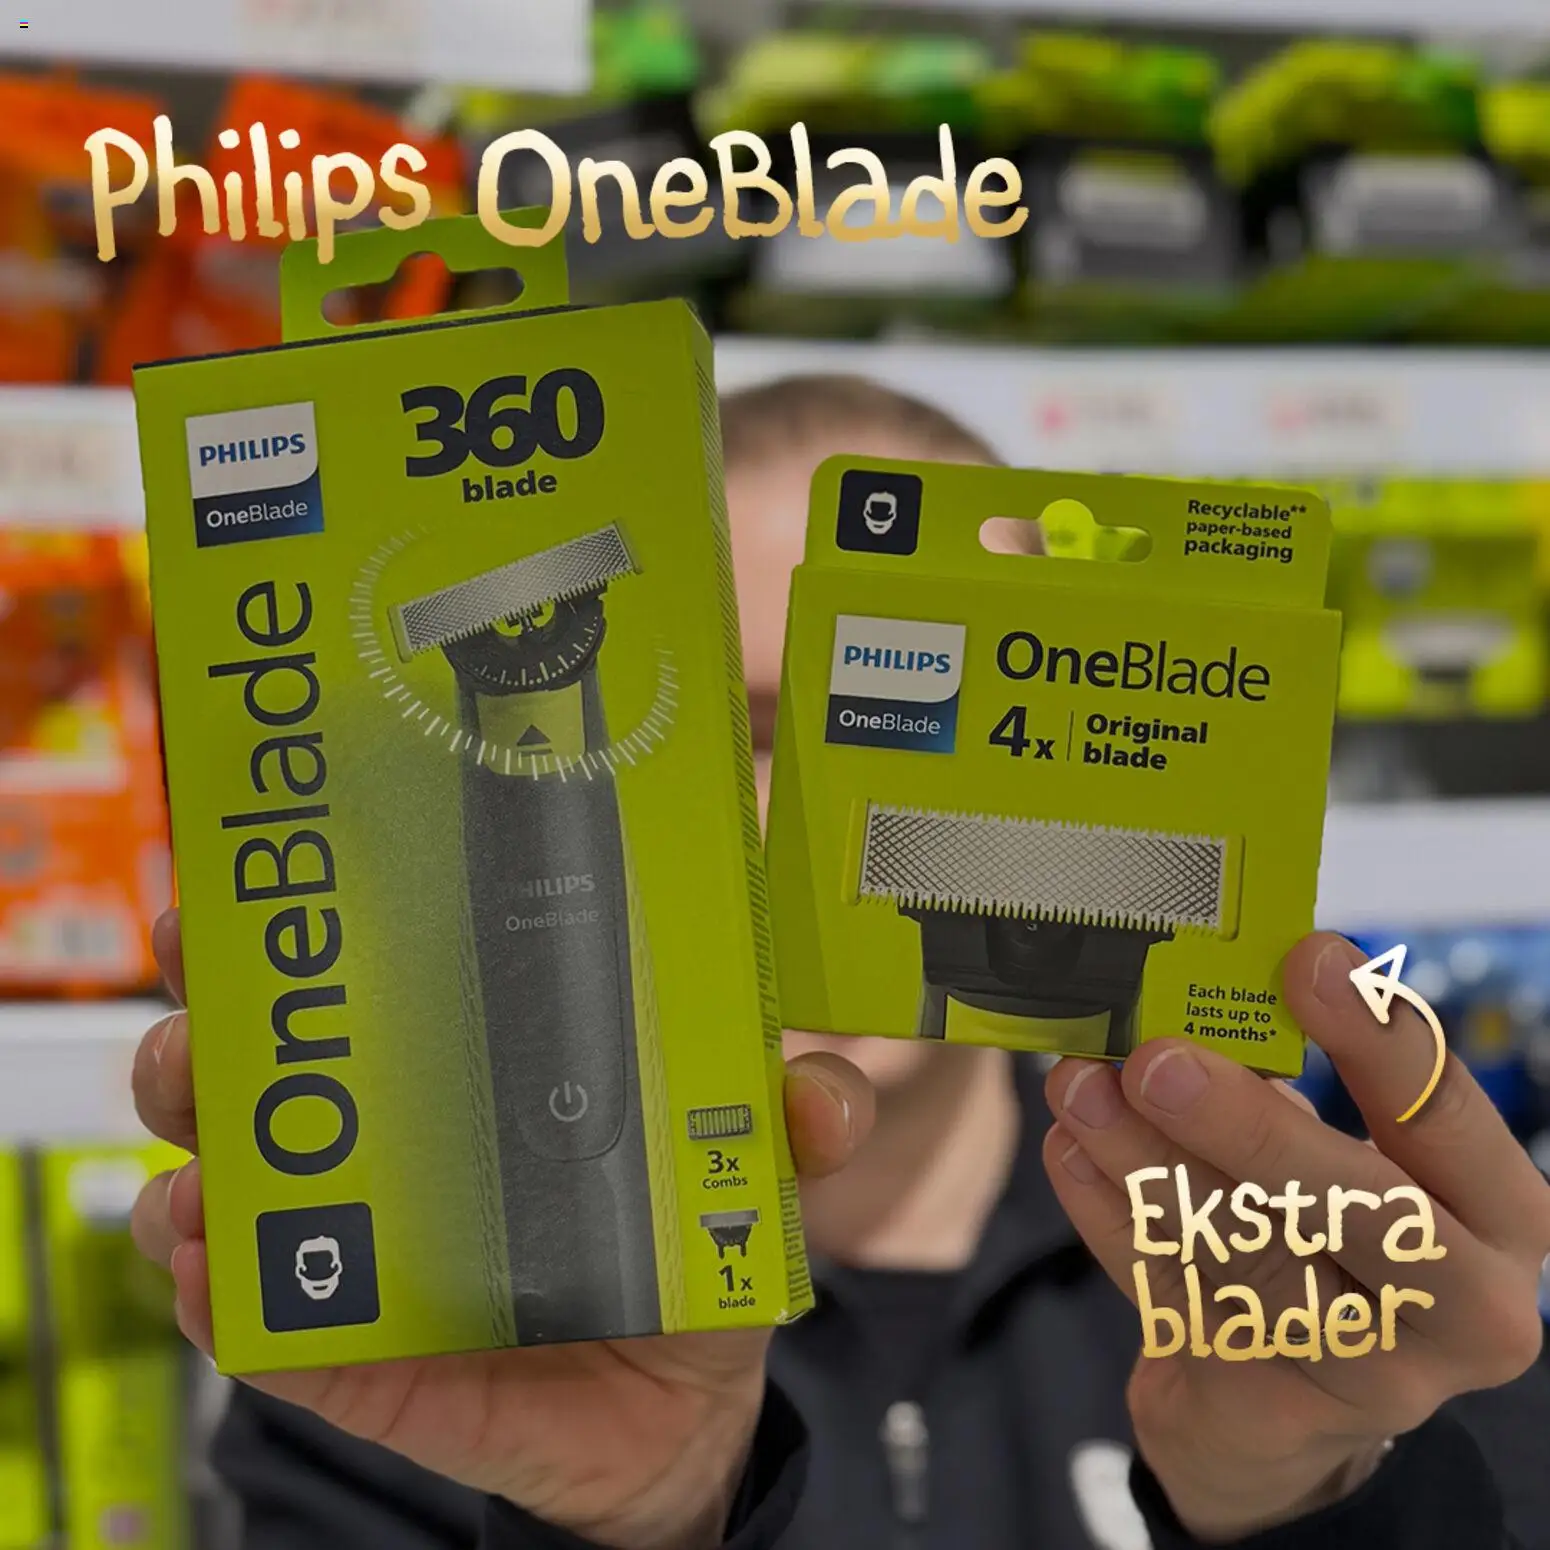 Philips OneBlade
360
blade
PHILIPS
OneBlade
OneBlade
PHILIPS
OneBlade
3x
Combs
1x
blade
Recyclable**
paper-based
packaging
PHILIPS
OneBlade
OneBlade
4x
Original
blade
Each blade
lasts up to
4 months*
Ekstra
blader